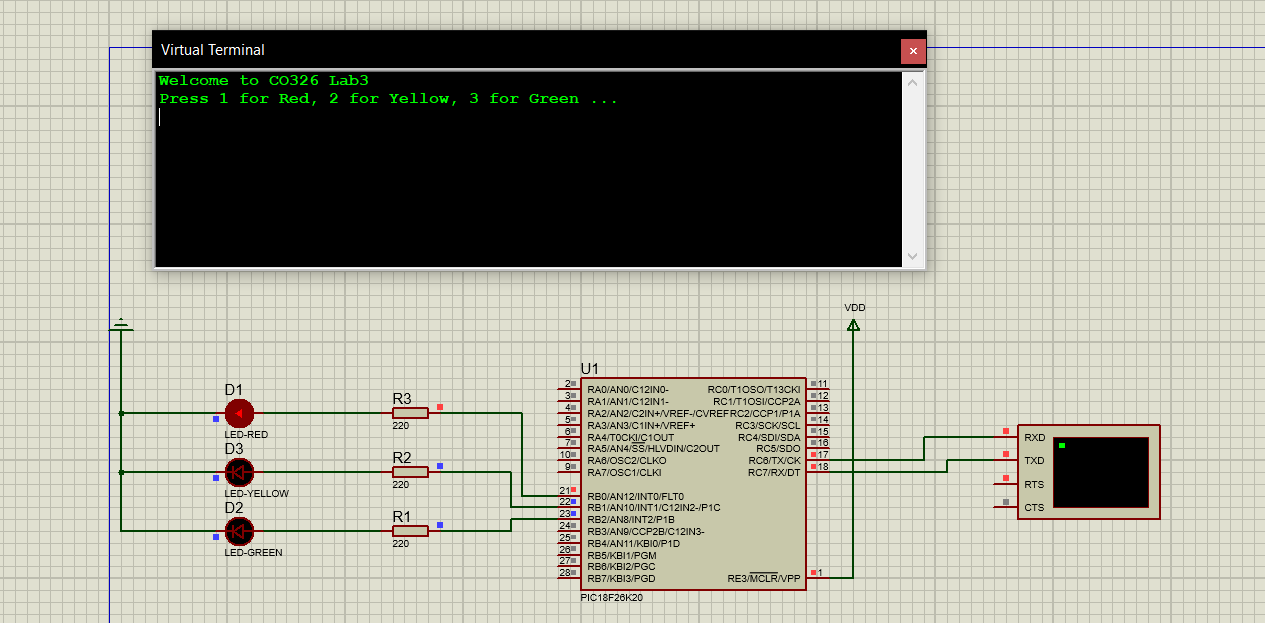 Virtual Terminal
Welcome to CO326 Lab3
Press 1 for Red, 2 for Yellow, 3 for Green ...
VDD
D1
LED-RED
R3
220
D3
LED-YELLOW
R2
220
D2
LED-GREEN
R1
220
U1
2 RA0/AN0/C12IN0- RC0/T1OSO/T13CKI 11
3 RA1/AN1/C12IN1- RC1/T1OSI/CCP2A 12
4 RA2/AN2/C2IN+/VREF-/CVREF RC2/CCP1/P1A 13
5 RA3/AN3/C1IN+/VREF+ RC3/SCK/SCL 14
6 RA4/T0CKI/C1OUT RC4/SDI/SDA 15
7 RA5/AN4/SS/HLVDIN/C2OUT RC5/SDO 16
10 RA6/OSC2/CLKO RC6/TX/CK 17
9 RA7/OSC1/CLKI RC7/RX/DT 18
21 RB0/AN12/INT0/FLT0
22 RB1/AN10/INT1/C12IN2-/P1C
23 RB2/AN8/INT2/P1B
24 RB3/AN9/CCP2B/C12IN3-
25 RB4/AN11/KBI0/P1D
26 RB5/KBI1/PGM
27 RB6/KBI2/PGC
28 RB7/KBI3/PGD RE3/MCLR/VPP 1
PIC18F26K20
RXD
TXD
RTS
CTS